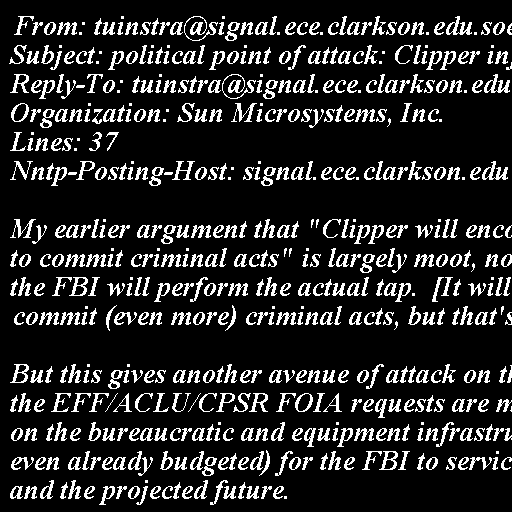 From: tuinstra@signal.ece.clarkson.edu.soe
Subject: political point of attack: Clipper in
Reply-To: tuinstra@signal.ece.clarkson.edu
Organization: Sun Microsystems, Inc.
Lines: 37
Nntp-Posting-Host: signal.ece.clarkson.edu
My earlier argument that "Clipper will enco
to commit criminal acts" is largely moot, no
the FBI will perform the actual tap. [It will
commit (even more) criminal acts, but that's
But this gives another avenue of attack on th
the EFF/ACLU/CPSR FOIA requests are m
on the bureaucratic and equipment infrastru
even already budgeted) for the FBI to servic
and the projected future.